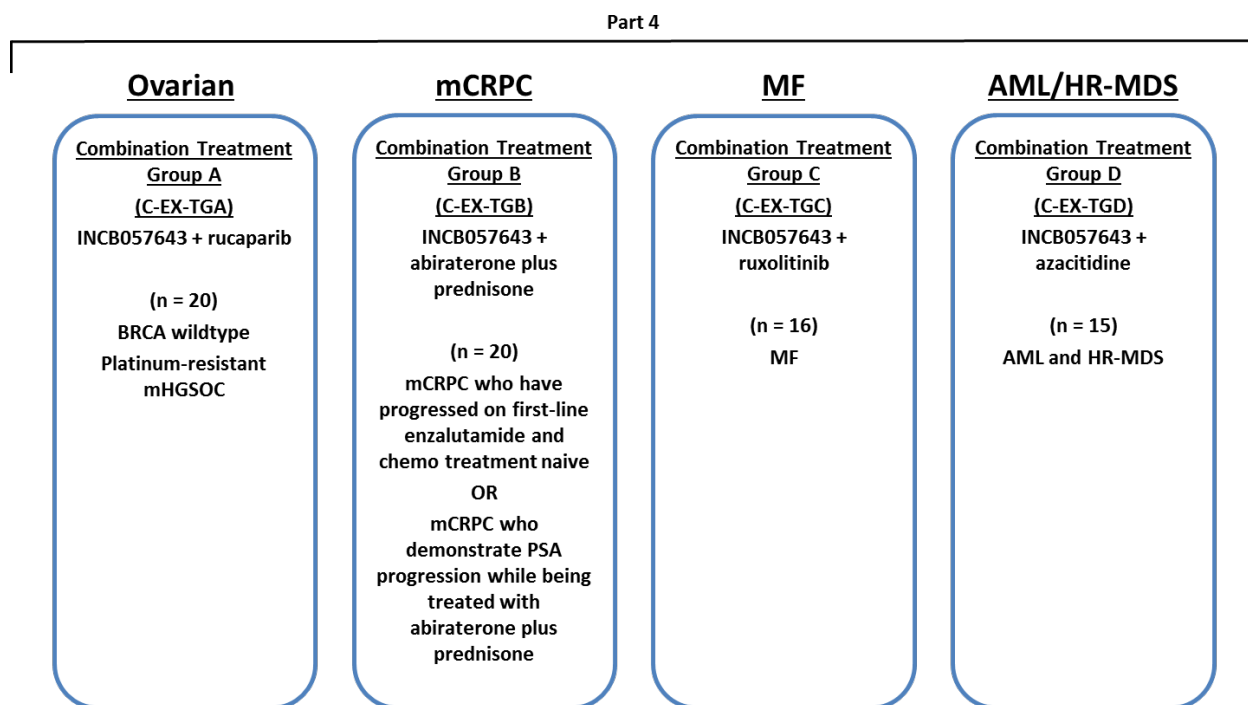 Part 4
Ovarian
Combination Treatment
Group A
(C-EX-TGA)
INCB057643 + rucaparib
(n = 20)
BRCA wildtype
Platinum-resistant
mHGSOC
mCRPC
Combination Treatment
Group B
(C-EX-TGB)
INCB057643 +
abiraterone plus
prednisone
(n = 20)
mCRPC who have
progressed on first-line
enzalutamide and
chemo treatment naive
OR
mCRPC who
demonstrate PSA
progression while being
treated with
abiraterone plus
prednisone
MF
Combination Treatment
Group C
(C-EX-TGC)
INCB057643 +
ruxolitinib
(n = 16)
MF
AML/HR-MDS
Combination Treatment
Group D
(C-EX-TGD)
INCB057643 +
azacitidine
(n = 15)
AML and HR-MDS